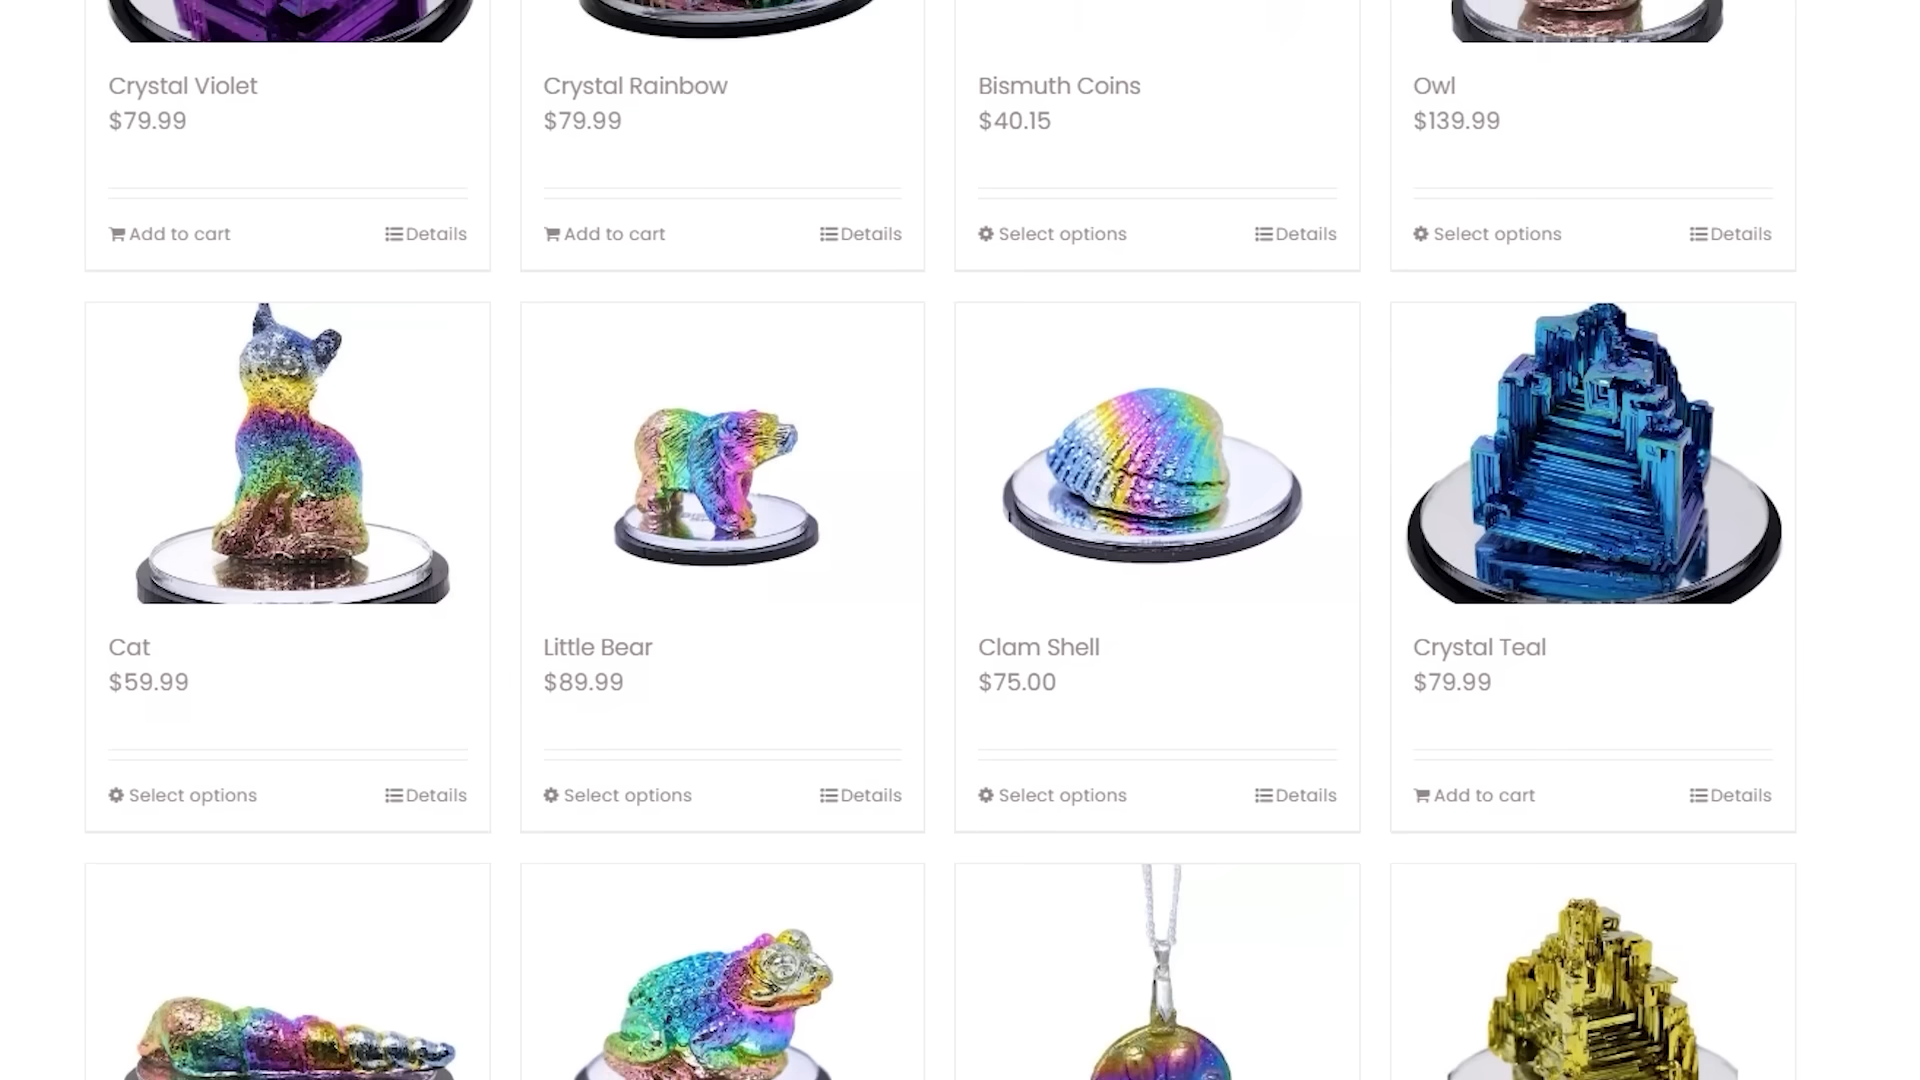 Crystal Violet
$79.99
Add to cart
Details
Crystal Rainbow
$79.99
Add to cart
Details
Bismuth Coins
$40.15
Select options
Details
Owl
$139.99
Select options
Details
Cat
$59.99
Select options
Details
Little Bear
$89.99
Select options
Details
Clam Shell
$75.00
Select options
Details
Crystal Teal
$79.99
Add to cart
Details